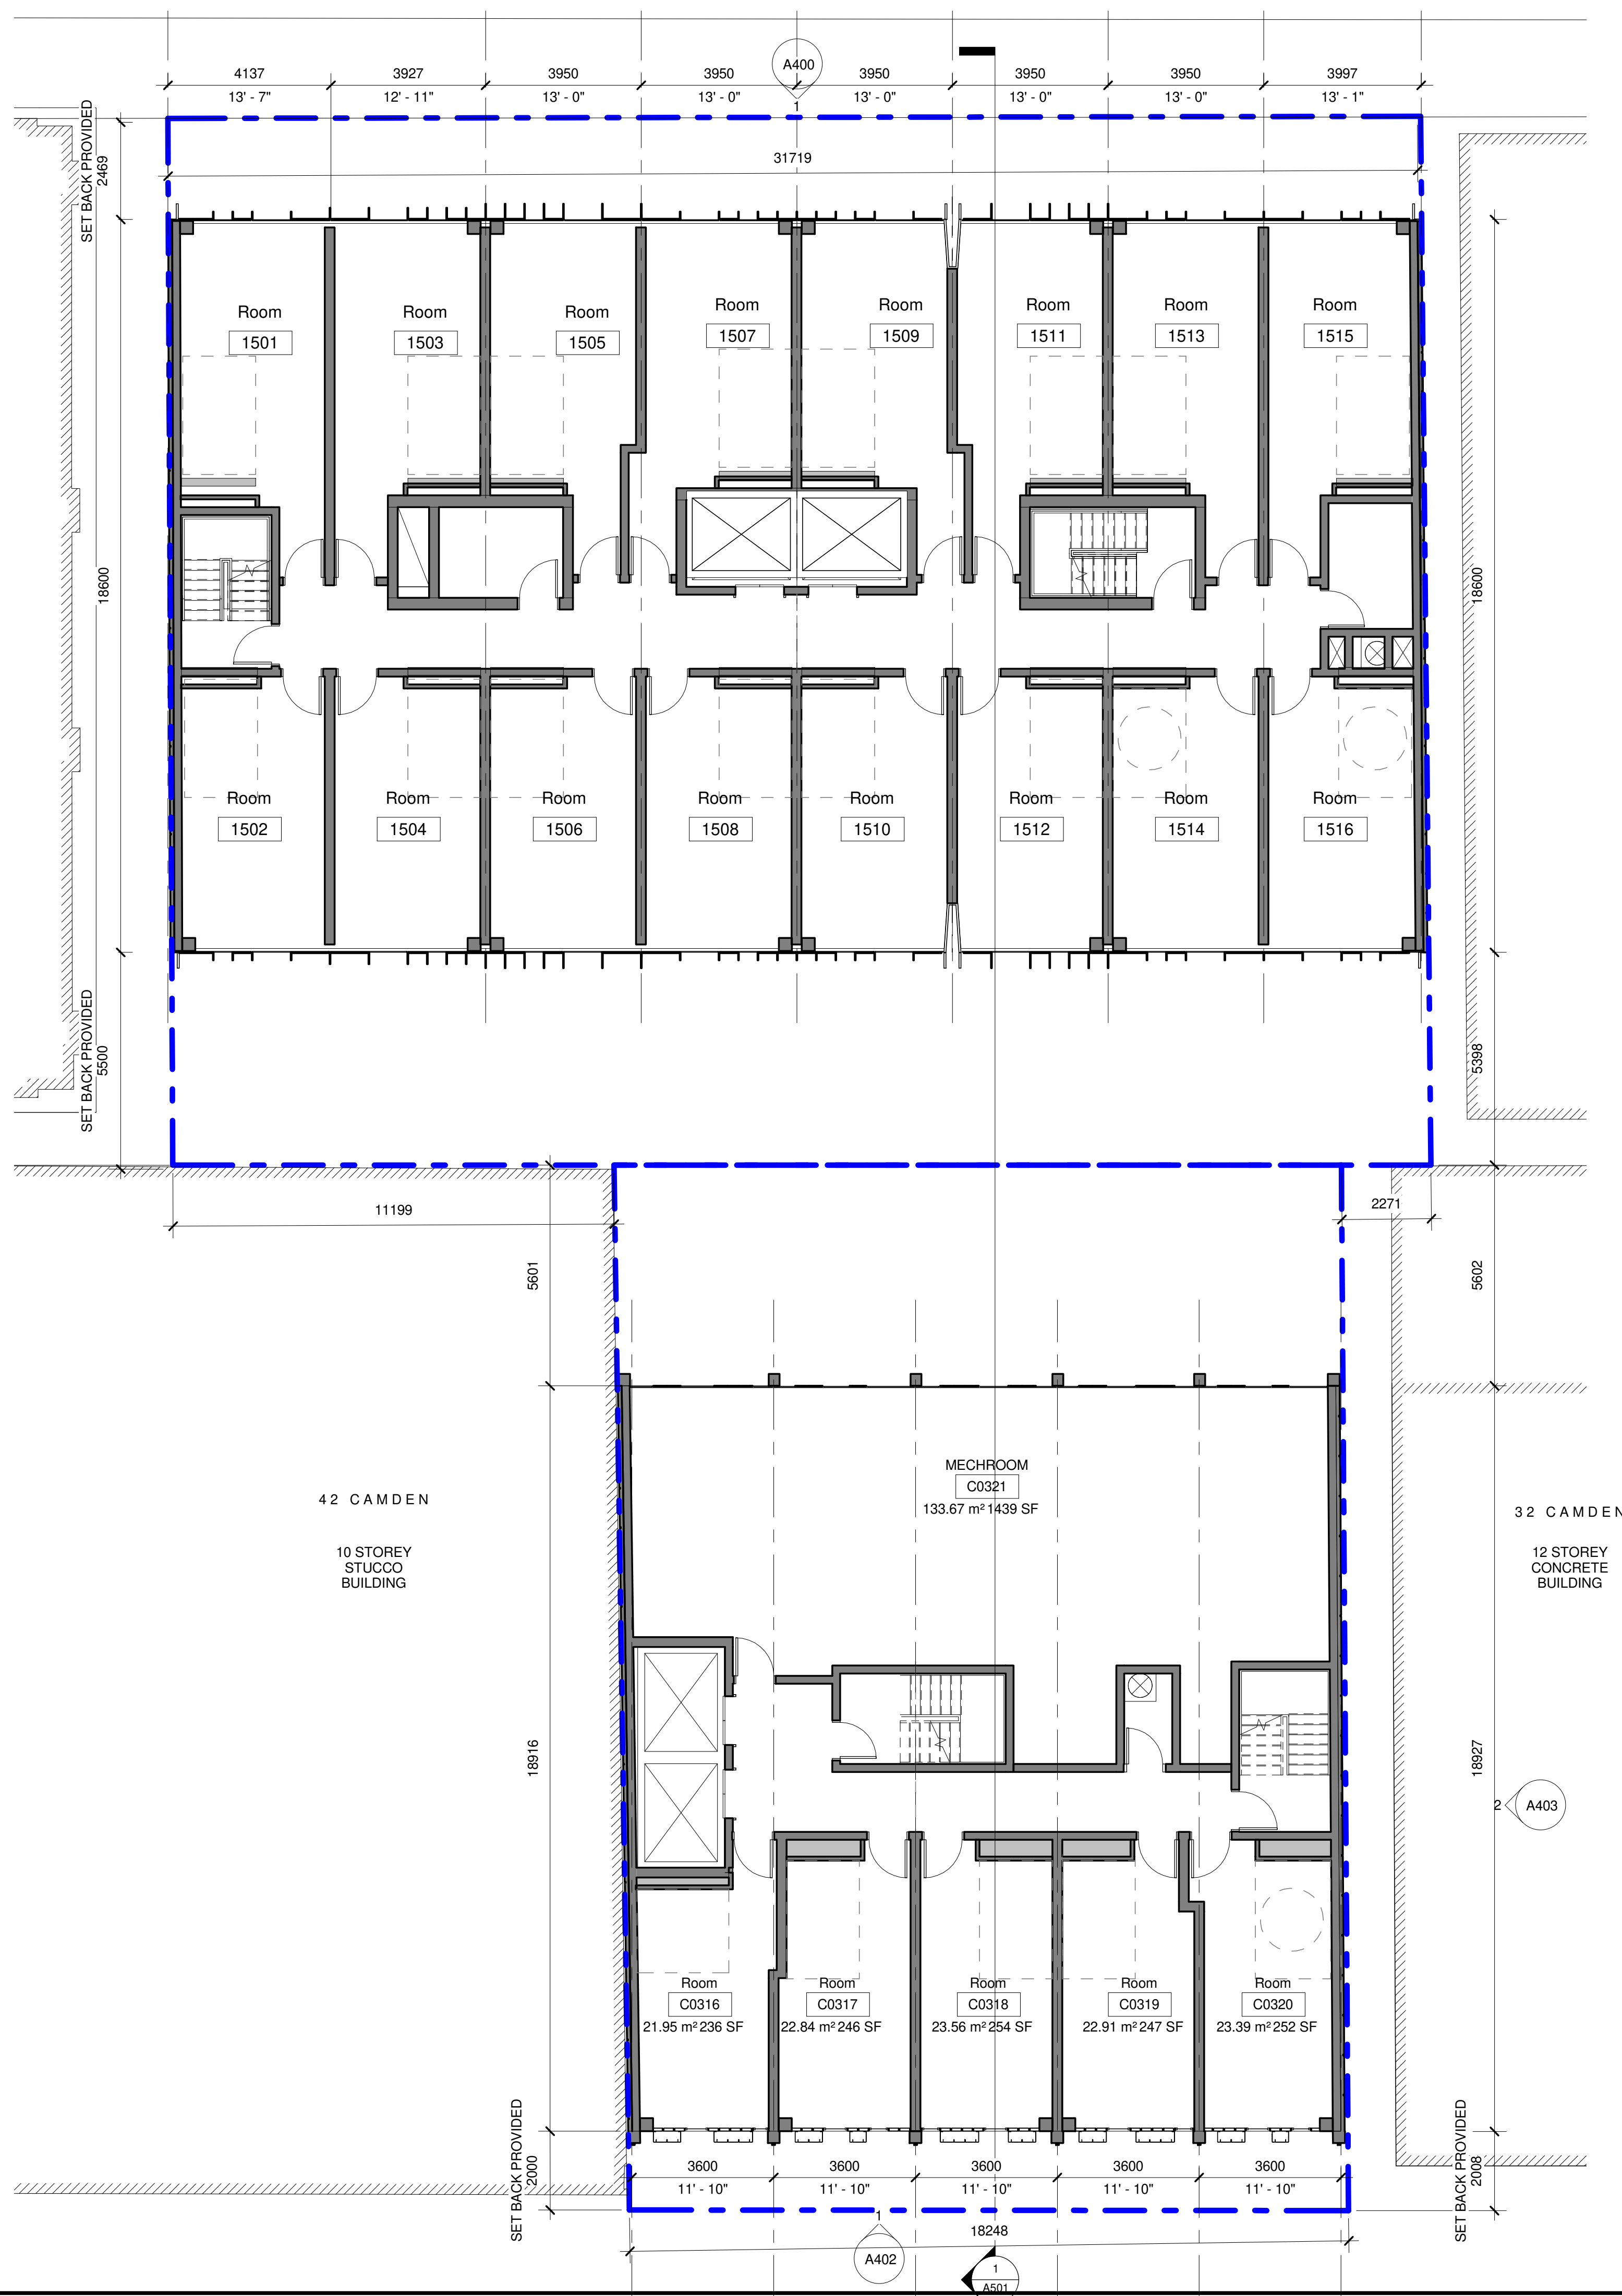 A400
1
4137 3927 3950 3950 3950 3950 3950 3997
13' - 7" 12' - 11" 13' - 0" 13' - 0" 13' - 0" 13' - 0" 13' - 0" 13' - 1"
SET BACK PROVIDED
2469
31719
Room Room Room Room Room Room Room Room
1501 1503 1505 1507 1509 1511 1513 1515
18600
18600
Room Room Room Room Room Room Room Room
1502 1504 1506 1508 1510 1512 1514 1516
SET BACK PROVIDED
5500
5398
11199
2271
5601
5602
MECHROOM
C0321
133.67 m² 1439 SF
42 CAMDEN
10 STOREY
STUCCO
BUILDING
32 CAMDEN
12 STOREY
CONCRETE
BUILDING
18916
18927
2 A403
Room Room Room Room Room
C0316 C0317 C0318 C0319 C0320
21.95 m² 236 SF 22.84 m² 246 SF 23.56 m² 254 SF 22.91 m² 247 SF 23.39 m² 252 SF
SET BACK PROVIDED
2000
SET BACK PROVIDED
2008
3600 3600 3600 3600 3600
11' - 10" 11' - 10" 11' - 10" 11' - 10" 11' - 10"
18248
1
A402
1
A501